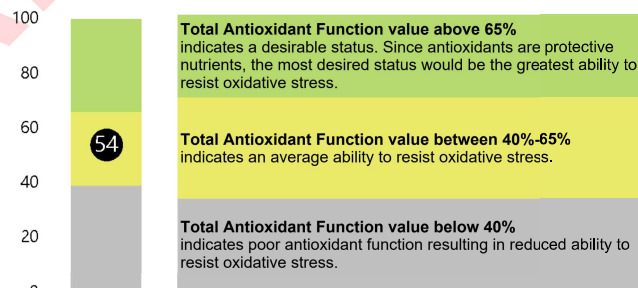 100
Total Antioxidant Function value above 65%
indicates a desirable status. Since antioxidants are protective
80
nutrients, the most desired status would be the greatest ability to
resist oxidative stress.
60
54
Total Antioxidant Function value between 40%-65%
indicates an average ability to resist oxidative stress.
40
Total Antioxidant Function value below 40%
20
indicates poor antioxidant function resulting in reduced ability to
resist oxidative stress.